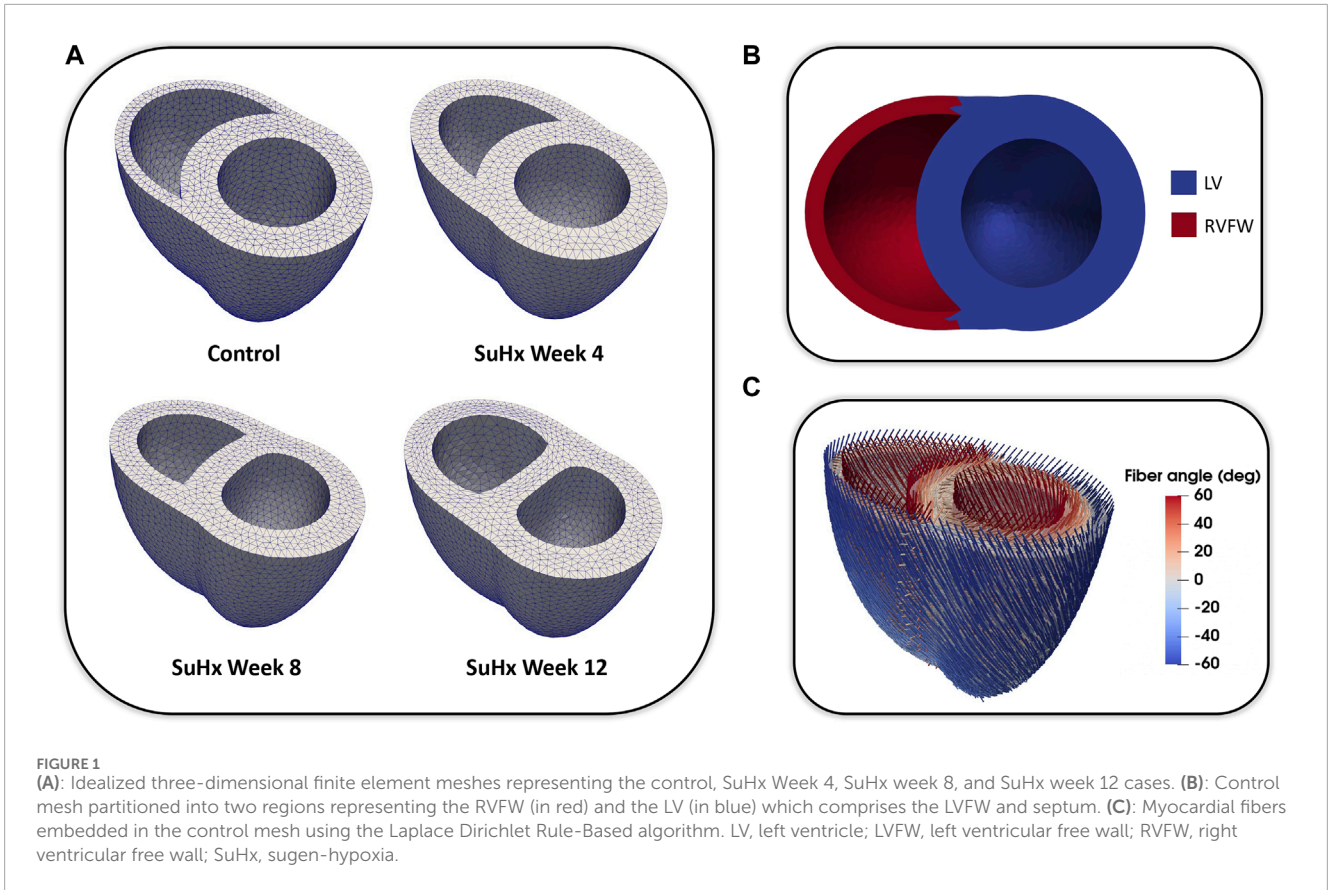 A
Control
SuHx Week 4
SuHx Week 8
SuHx Week 12
B
LV
RVFW
C
Fiber angle (deg)
60
40
20
0
-20
-40
-60
FIGURE 1
(A): Idealized three-dimensional finite element meshes representing the control, SuHx Week 4, SuHx week 8, and SuHx week 12 cases. (B): Control
mesh partitioned into two regions representing the RVFW (in red) and the LV (in blue) which comprises the LVFW and septum. (C): Myocardial fibers
embedded in the control mesh using the Laplace Dirichlet Rule-Based algorithm. LV, left ventricle; LVFW, left ventricular free wall; RVFW, right
ventricular free wall; SuHx, sugen-hypoxia.